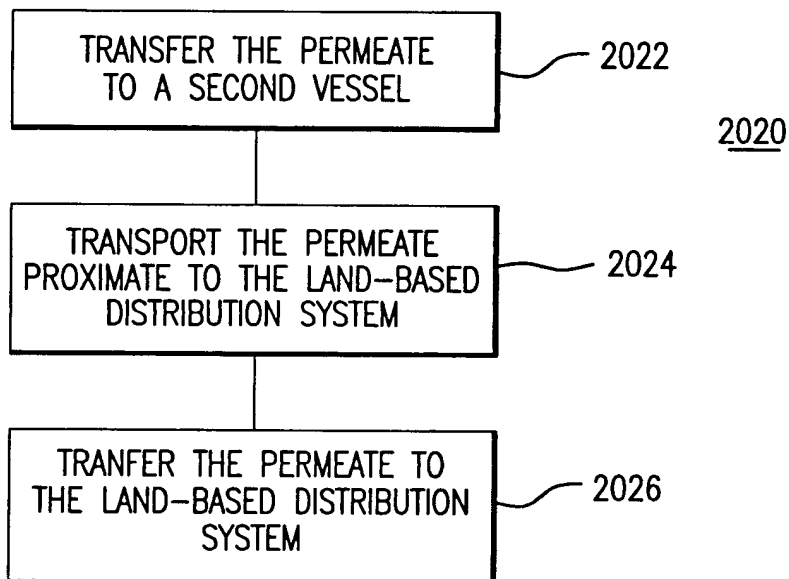 TRANSFER THE PERMEATE
TO A SECOND VESSEL
2022
2020
TRANSPORT THE PERMEATE
PROXIMATE TO THE LAND-BASED
DISTRIBUTION SYSTEM
2024
TRANFER THE PERMEATE TO
THE LAND-BASED DISTRIBUTION
SYSTEM
2026